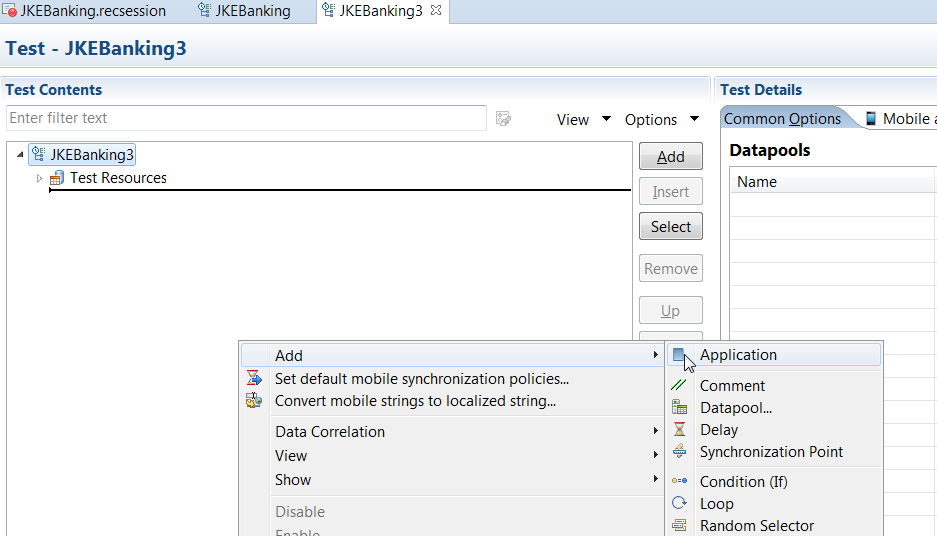 JKEBanking.recsession JKEBanking JKEBanking3
Test - JKEBanking3
Test Contents
Enter filter text
View Options
JKEBanking3
Test Resources
Add
Insert
Select
Remove
Up
Test Details
Common Options Mobile a
Datapools
Name
Add
Set default mobile synchronization policies...
Convert mobile strings to localized string...
Data Correlation
View
Show
Disable
Enable
Application
Comment
Datapool...
Delay
Synchronization Point
Condition (If)
Loop
Random Selector